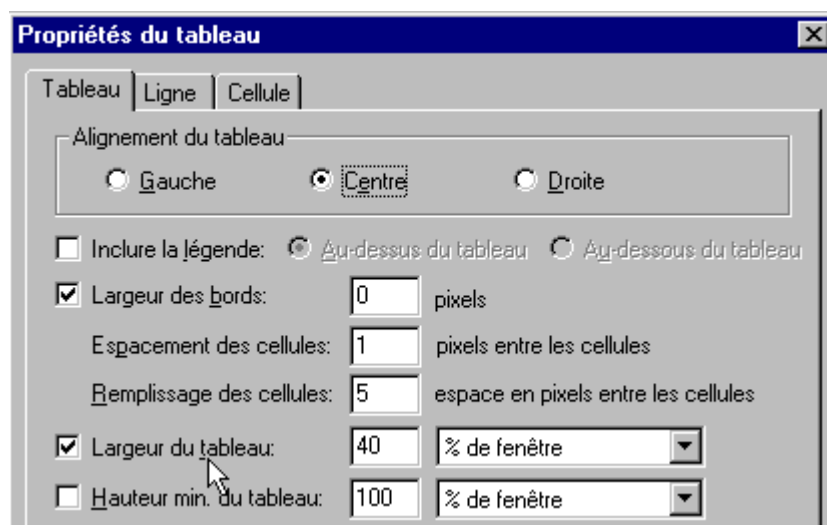 Propriétés du tableau
Tableau Ligne Cellule
Alignement du tableau
Gauche Centre Droite
Inclure la légende: Au-dessus du tableau Au-dessous du tableau
Largeur des bords: 0 pixels
Espacement des cellules: 1 pixels entre les cellules
Remplissage des cellules: 5 espace en pixels entre les cellules
Largeur du tableau: 40 % de fenêtre
Hauteur min. du tableau: 100 % de fenêtre